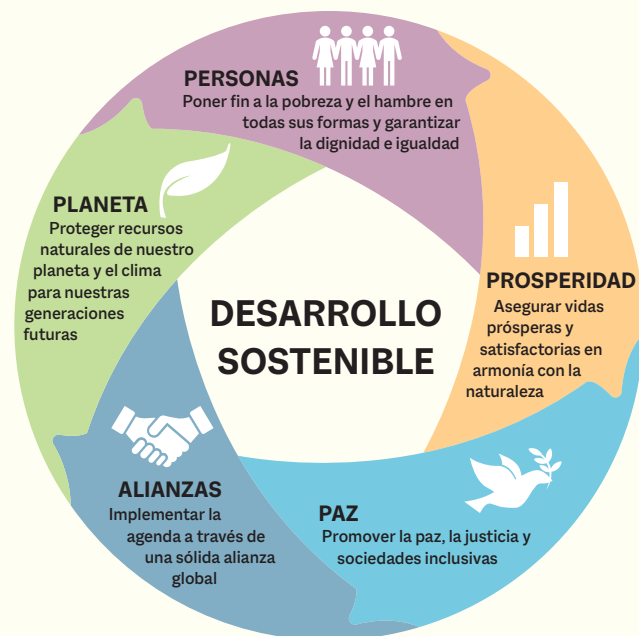 PERSONAS
Poner fin a la pobreza y el hambre en
todas sus formas y garantizar
la dignidad e igualdad
PROSPERIDAD
Asegurar vidas
prósperas y
satisfactorias en
armonía con la
naturaleza
PAZ
Promover la paz, la justicia y
sociedades inclusivas
ALIANZAS
Implementar la
agenda a través de
una sólida alianza
global
PLANETA
Proteger recursos
naturales de nuestro
planeta y el clima
para nuestras
generaciones
futuras
DESARROLLO
SOSTENIBLE